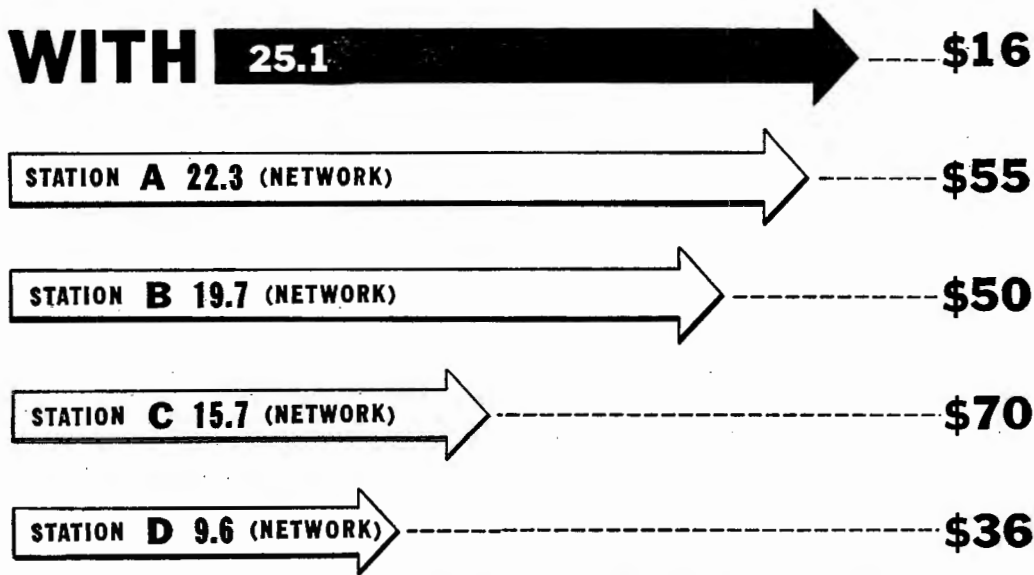 WITH 25.1 $16
STATION A 22.3 (NETWORK) $55
STATION B 19.7 (NETWORK) $50
STATION C 15.7 (NETWORK) $70
STATION D 9.6 (NETWORK) $36